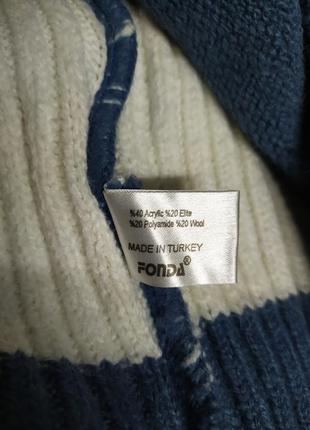 %40 Acrylic %20 Elite
%20 Polyamide %20 Wool
MADE IN TURKEY
FONDA®